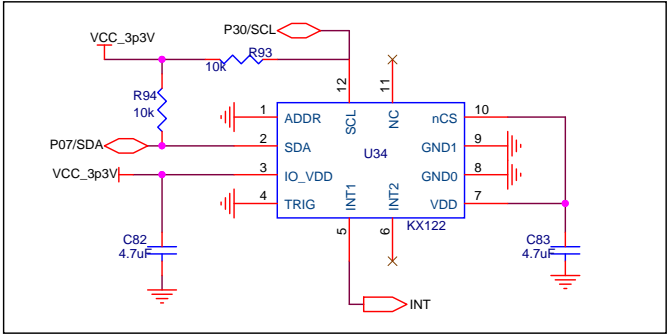 P30/SCL
VCC_3p3V
R93
10k
R94
10k
P07/SDA
VCC_3p3V
C82
4.7uF
1 ADDR
2 SDA
3 IO_VDD
4 TRIG
12 SCL
11 NC
U34
INT1 5
INT2 6
nCS 10
GND1 9
GND0 8
VDD 7
KX122
C83
4.7uF
INT